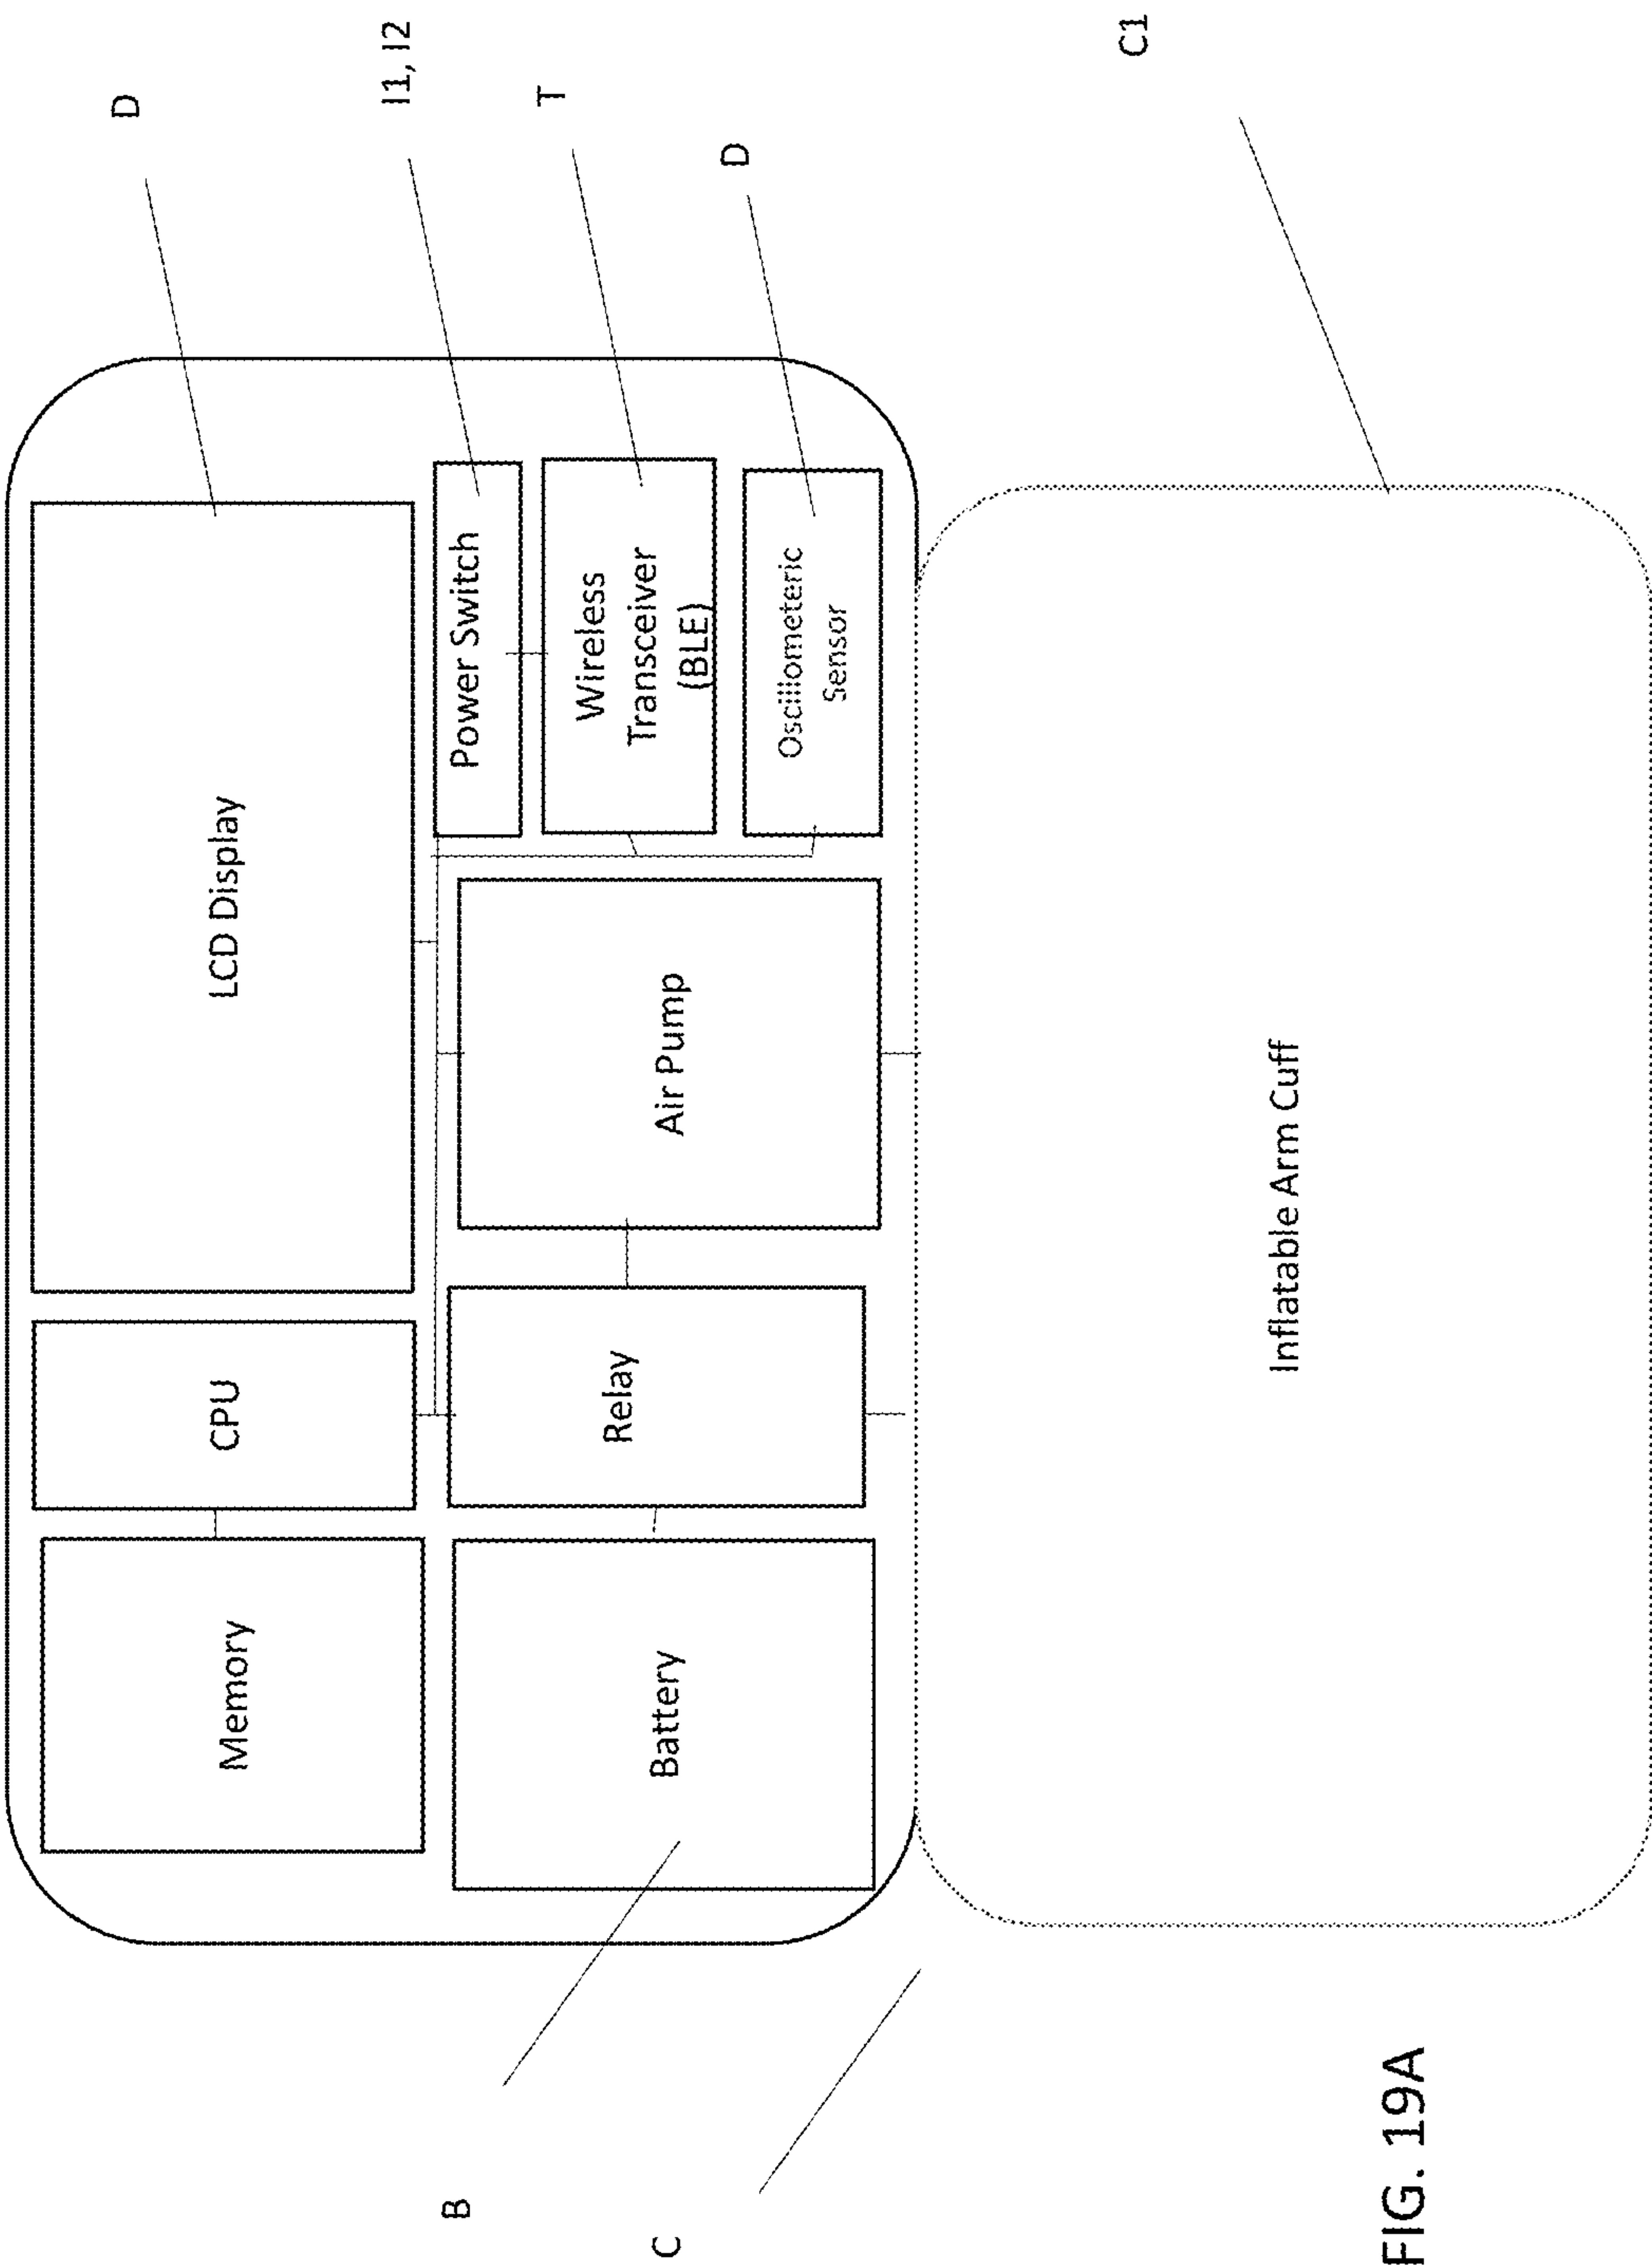 Memory
CPU
LCD Display
D
B
Battery
Relay
Air Pump
Power Switch
I1, I2
Wireless
Transceiver
(BLE)
T
C
Oscillometeric
Sensor
D
Inflatable Arm Cuff
C1
FIG. 19A